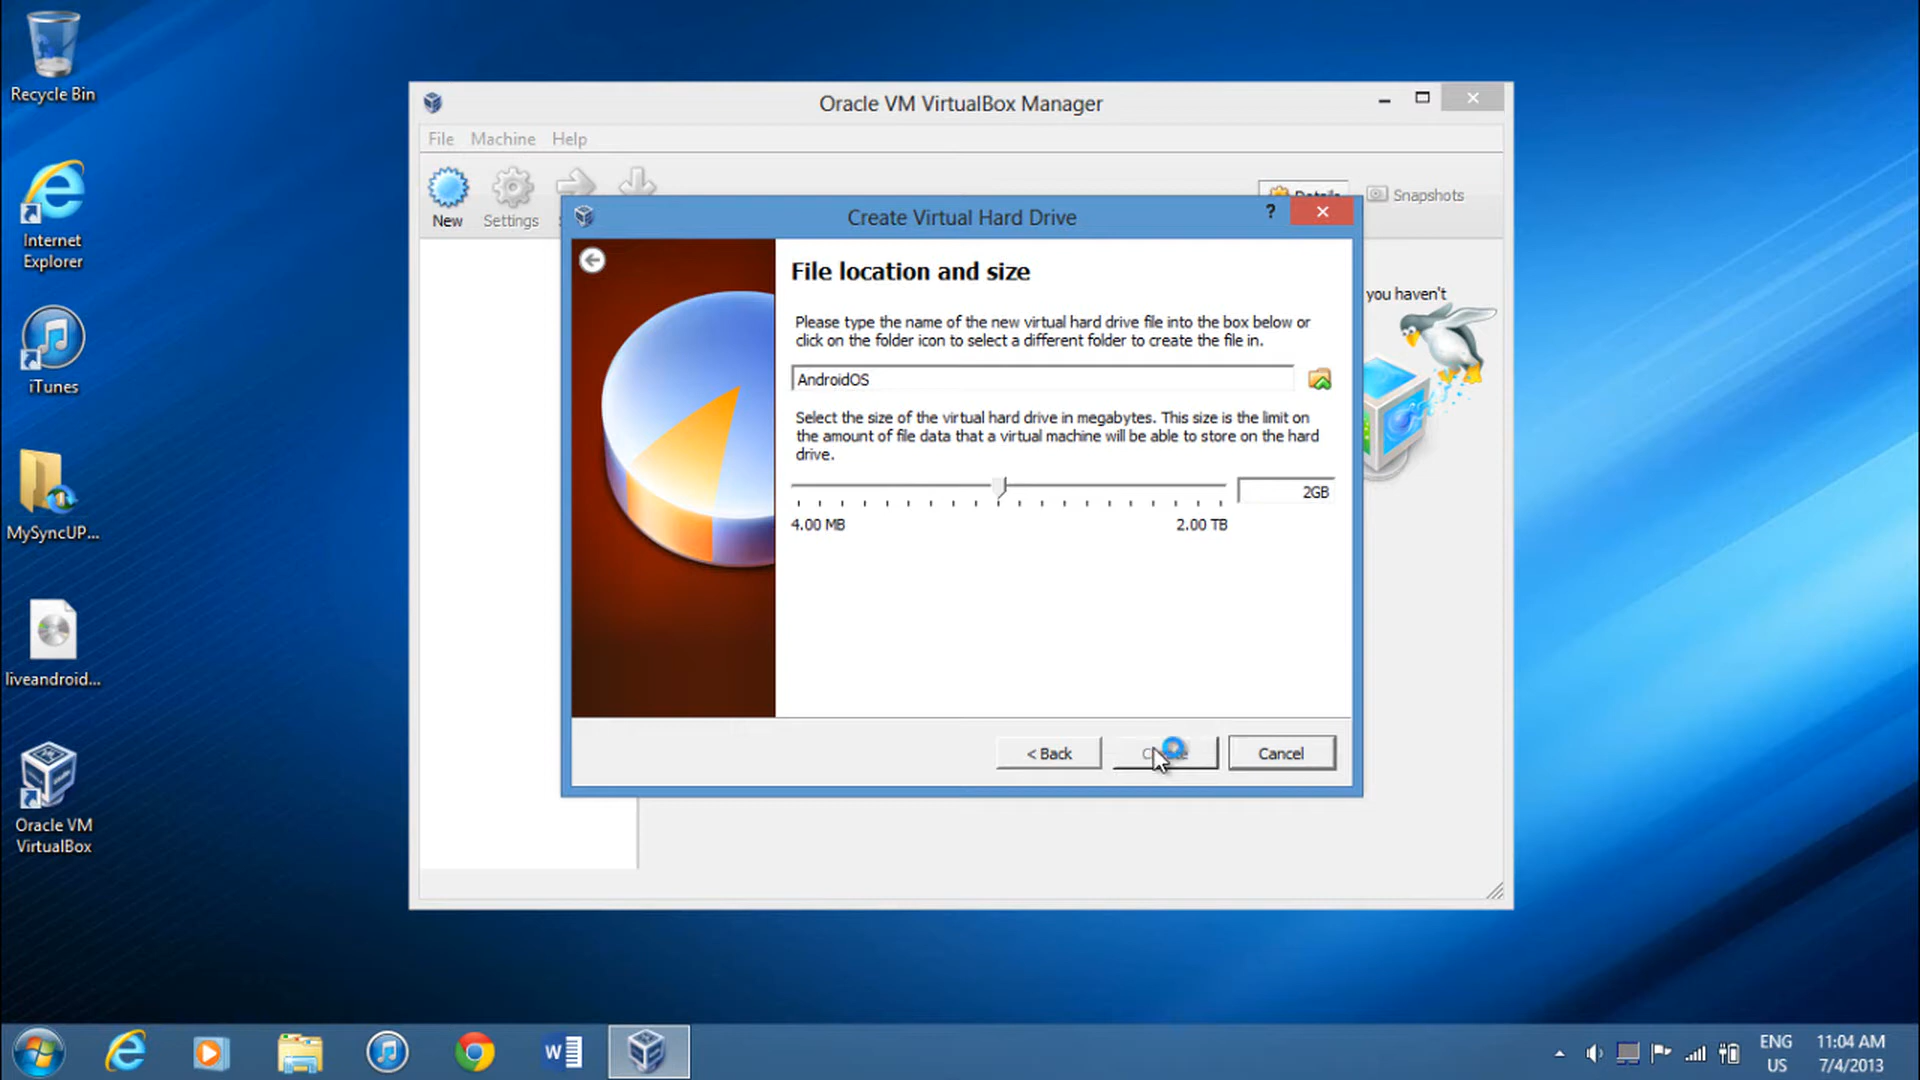 Recycle Bin
Internet
Explorer
iTunes
MySyncUP...
liveandroid...
Oracle VM
VirtualBox
Oracle VM VirtualBox Manager
File Machine Help
New Settings
Details Snapshots
you haven't
Create Virtual Hard Drive
?
File location and size
Please type the name of the new virtual hard drive file into the box below or
click on the folder icon to select a different folder to create the file in.
AndroidOS
Select the size of the virtual hard drive in megabytes. This size is the limit on
the amount of file data that a virtual machine will be able to store on the hard
drive.
2GB
4.00 MB 2.00 TB
< Back Cancel
ENG
US
11:04 AM
7/4/2013